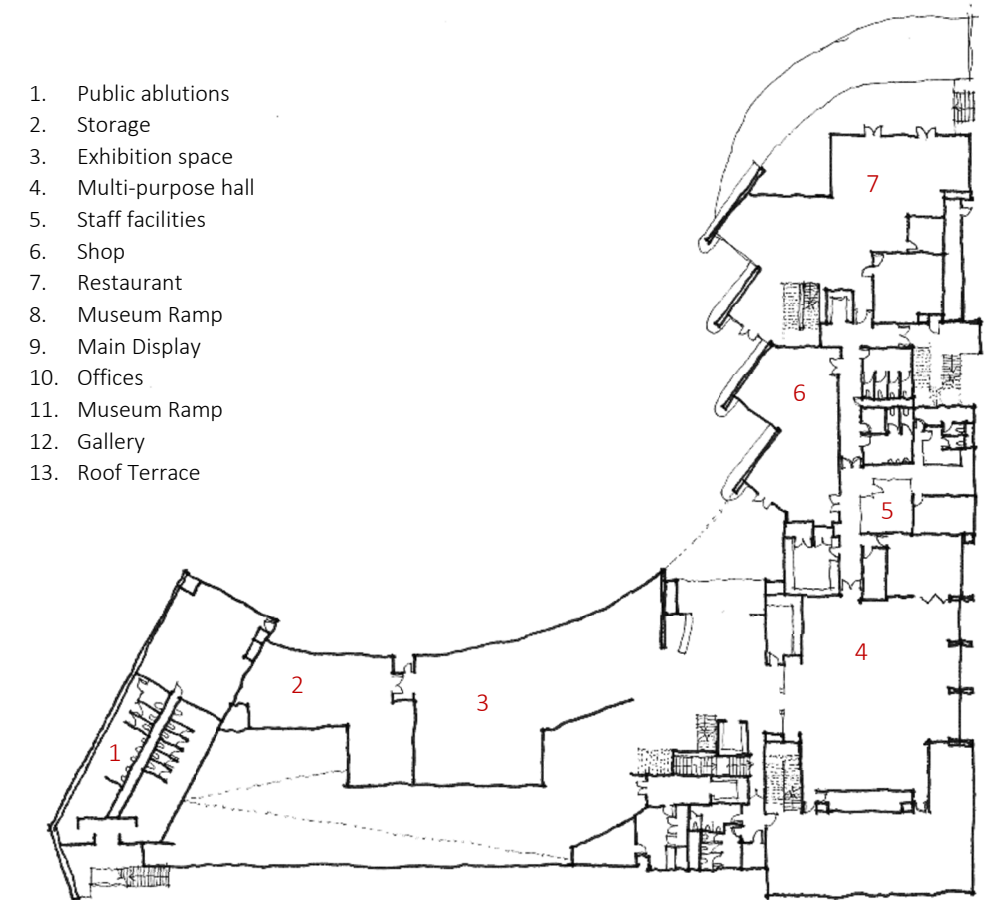 1. Public ablutions
2. Storage
3. Exhibition space
4. Multi-purpose hall
5. Staff facilities
6. Shop
7. Restaurant
8. Museum Ramp
9. Main Display
10. Offices
11. Museum Ramp
12. Gallery
13. Roof Terrace
7
6
5
4
2
3
1